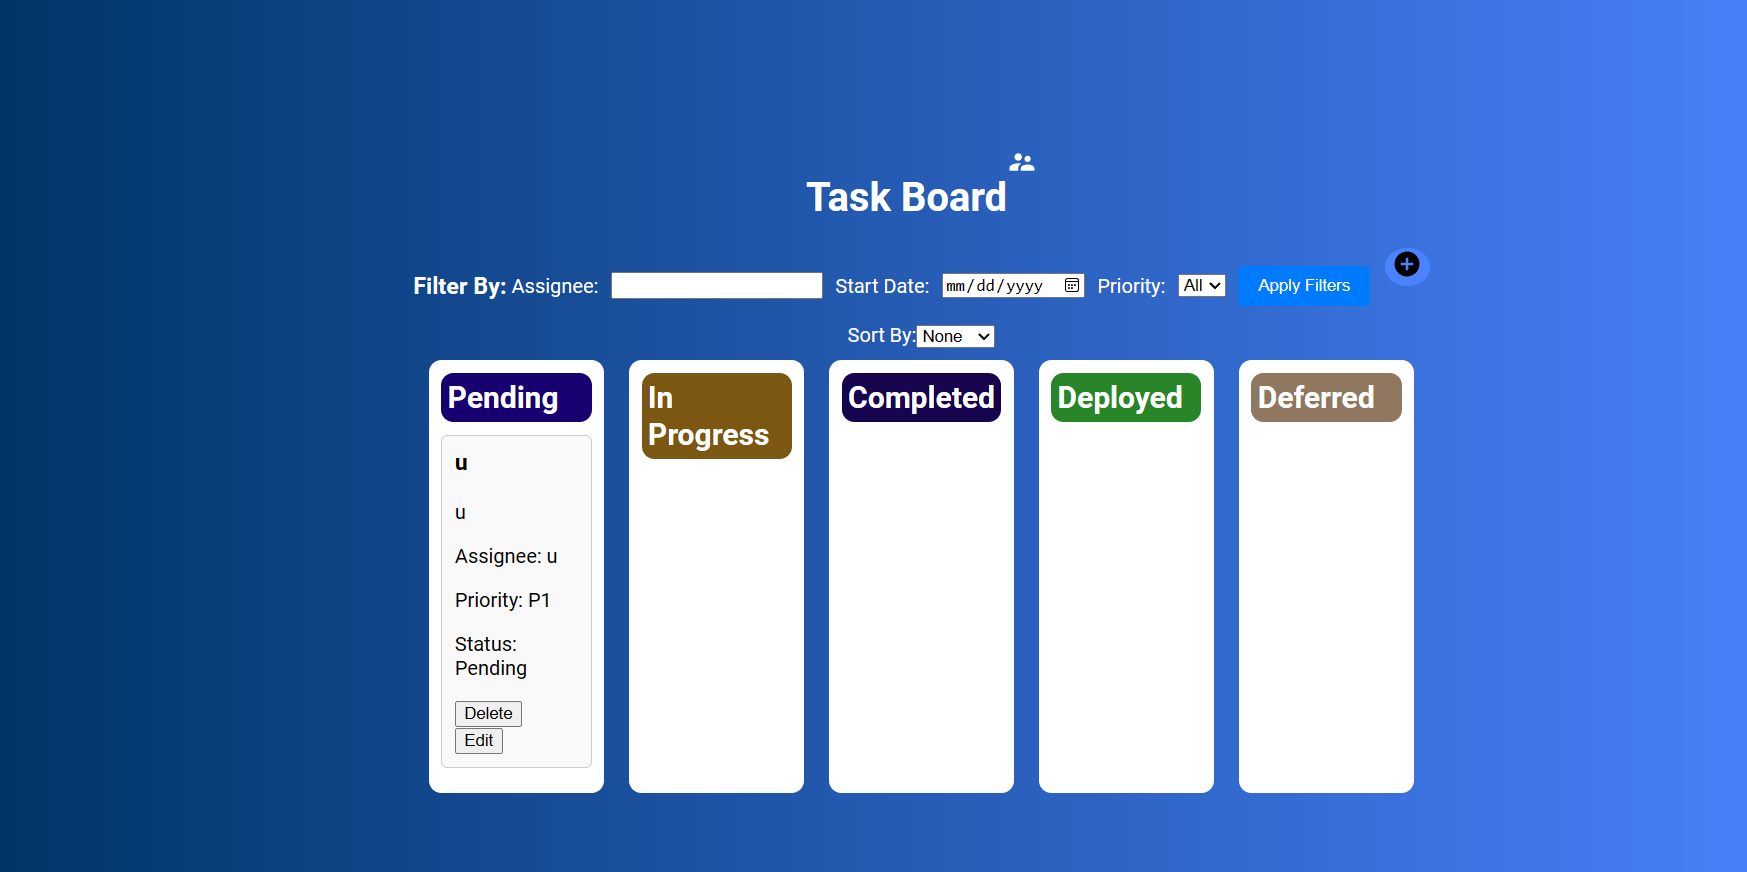 Task Board
Filter By: Assignee: Start Date: mm/dd/yyyy Priority: All Apply Filters
Sort By: None
Pending
u
u
Assignee: u
Priority: P1
Status:
Pending
Delete
Edit
In
Progress
Completed
Deployed
Deferred